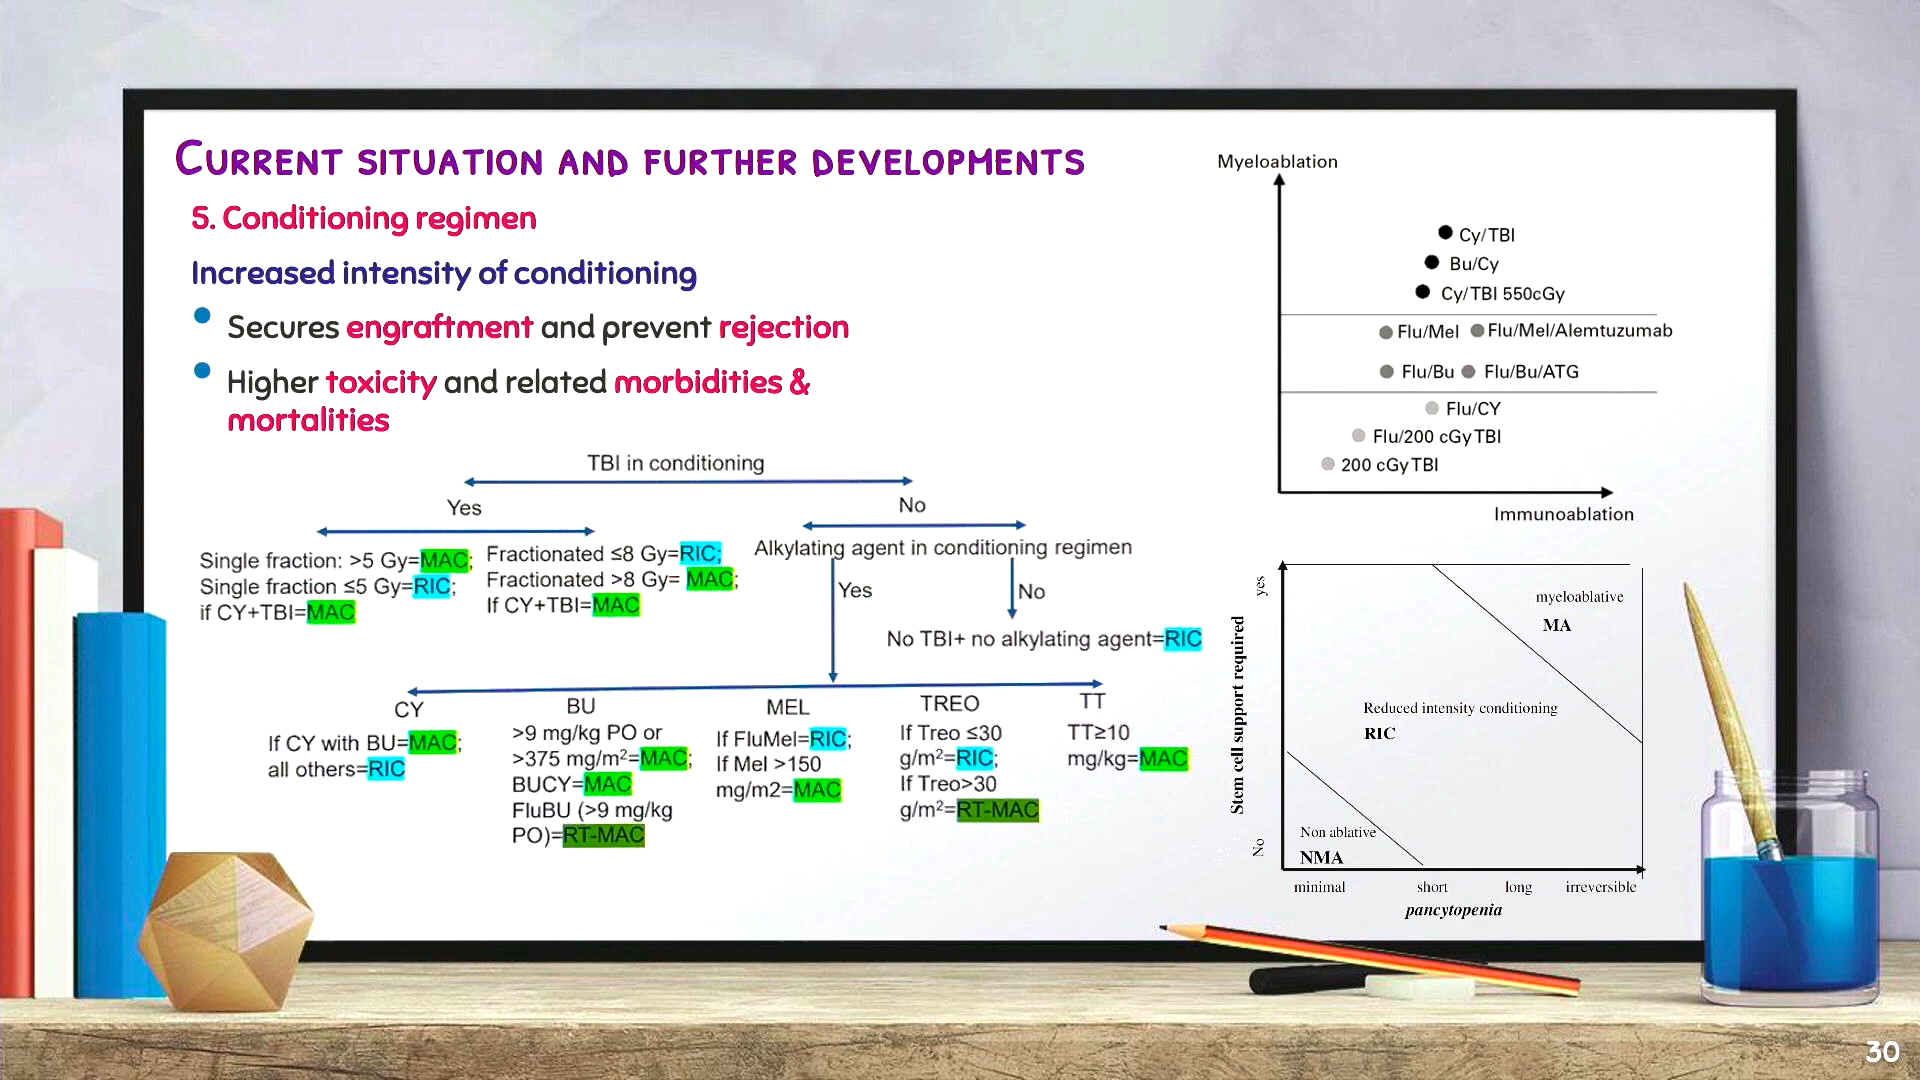 CURRENT SITUATION AND FURTHER DEVELOPMENTS
5. Conditioning regimen
Increased intensity of conditioning
Secures engraftment and prevent rejection
Higher toxicity and related morbidities &
mortalities
TBI in conditioning
Yes
No
Single fraction: >5 Gy=MAC;
Single fraction ≤5 Gy=RIC;
if CY+TBI=MAC
Fractionated ≤8 Gy=RIC;
Fractionated >8 Gy= MAC;
If CY+TBI=MAC
Alkylating agent in conditioning regimen
Yes
No
No TBI+ no alkylating agent=RIC
CY
If CY with BU=MAC;
all others=RIC
BU
>9 mg/kg PO or
>375 mg/m²=MAC;
BUCY=MAC
FluBU (>9 mg/kg
PO)=RT-MAC
MEL
If FluMel=RIC;
If Mel >150
mg/m2=MAC
TREO
If Treo ≤30
g/m²=RIC;
If Treo>30
g/m²=RT-MAC
TT
TT≥10
mg/kg=MAC
Myeloablation
Cy/TBI
Bu/Cy
Cy/TBI 550cGy
Flu/Mel Flu/Mel/Alemtuzumab
Flu/Bu Flu/Bu/ATG
Flu/CY
Flu/200 cGy TBI
200 cGy TBI
Immunoablation
yes
Stem cell support required
No
myeloablative
MA
Reduced intensity conditioning
RIC
Non ablative
NMA
minimal short long irreversible
pancytopenia
30